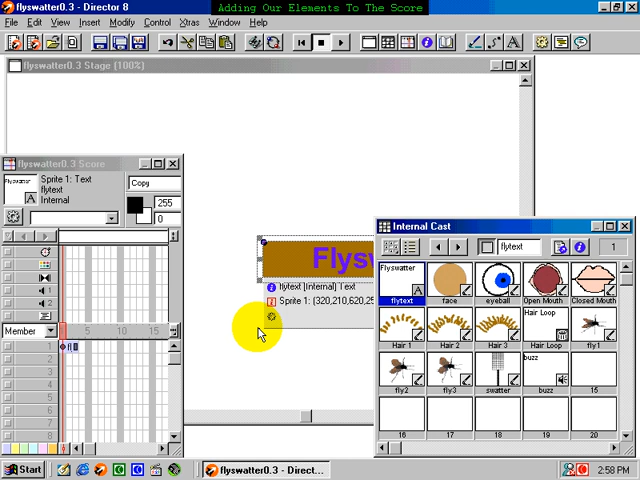 flyswatter0.3 - Director 8
Adding Our Elements To The Score
File Edit View Insert Modify Control Xtras Window Help
flyswatter0.3 Stage (100%)
flyswatter0.3 Score
Flyswatter
Sprite 1: Text
flytext
Internal
Copy
255
0
Member
5 10 15
1
2
3
4
5
6
7
8
Flysw
flytext [Internal] Text
Sprite 1: (320,210,620,25
Internal Cast
flytext
1
Flyswatter
flytext face eyeball Open Mouth Closed Mouth
Hair Loop
Hair 1 Hair 2 Hair 3 Hair Loop fly1
buzz
fly2 fly3 swatter buzz 15
16 17 18 19 20
Start
flyswatter0.3 - Direct...
2:58 PM